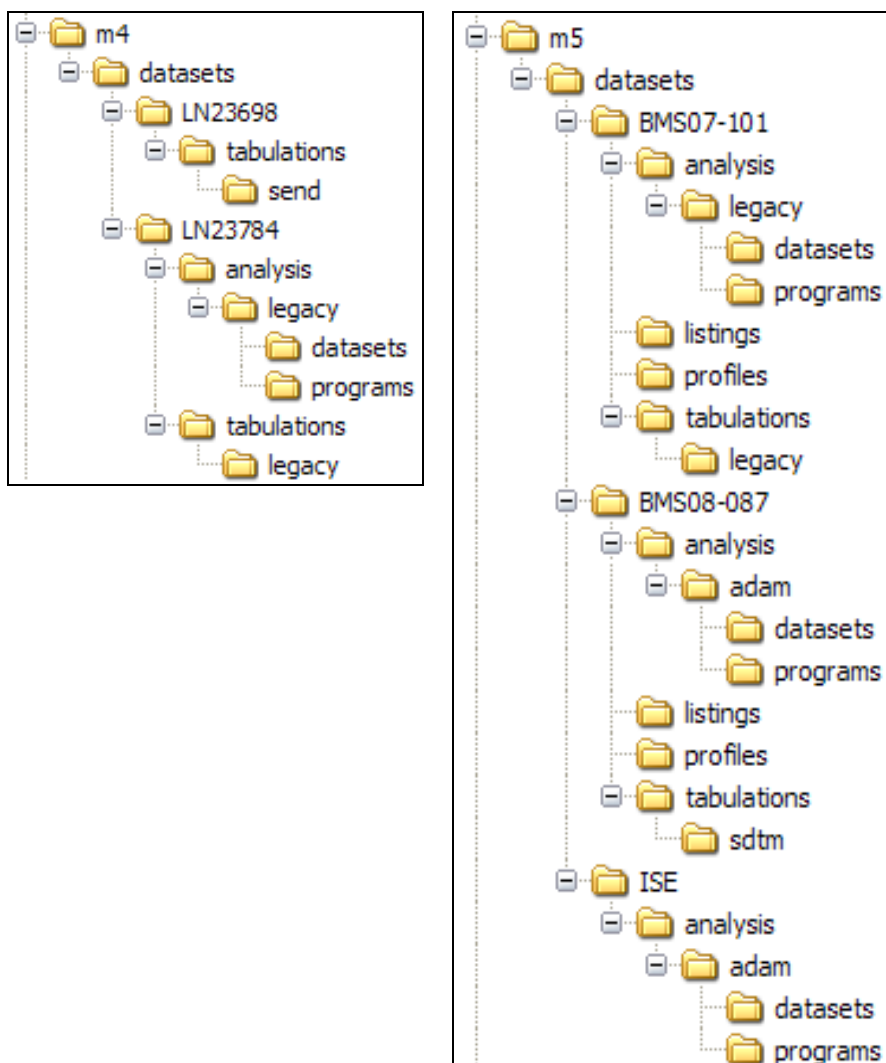 m4
datasets
LN23698
tabulations
send
LN23784
analysis
legacy
datasets
programs
tabulations
legacy
m5
datasets
BMS07-101
analysis
legacy
datasets
programs
listings
profiles
tabulations
legacy
BMS08-087
analysis
adam
datasets
programs
listings
profiles
tabulations
sdtm
ISE
analysis
adam
datasets
programs